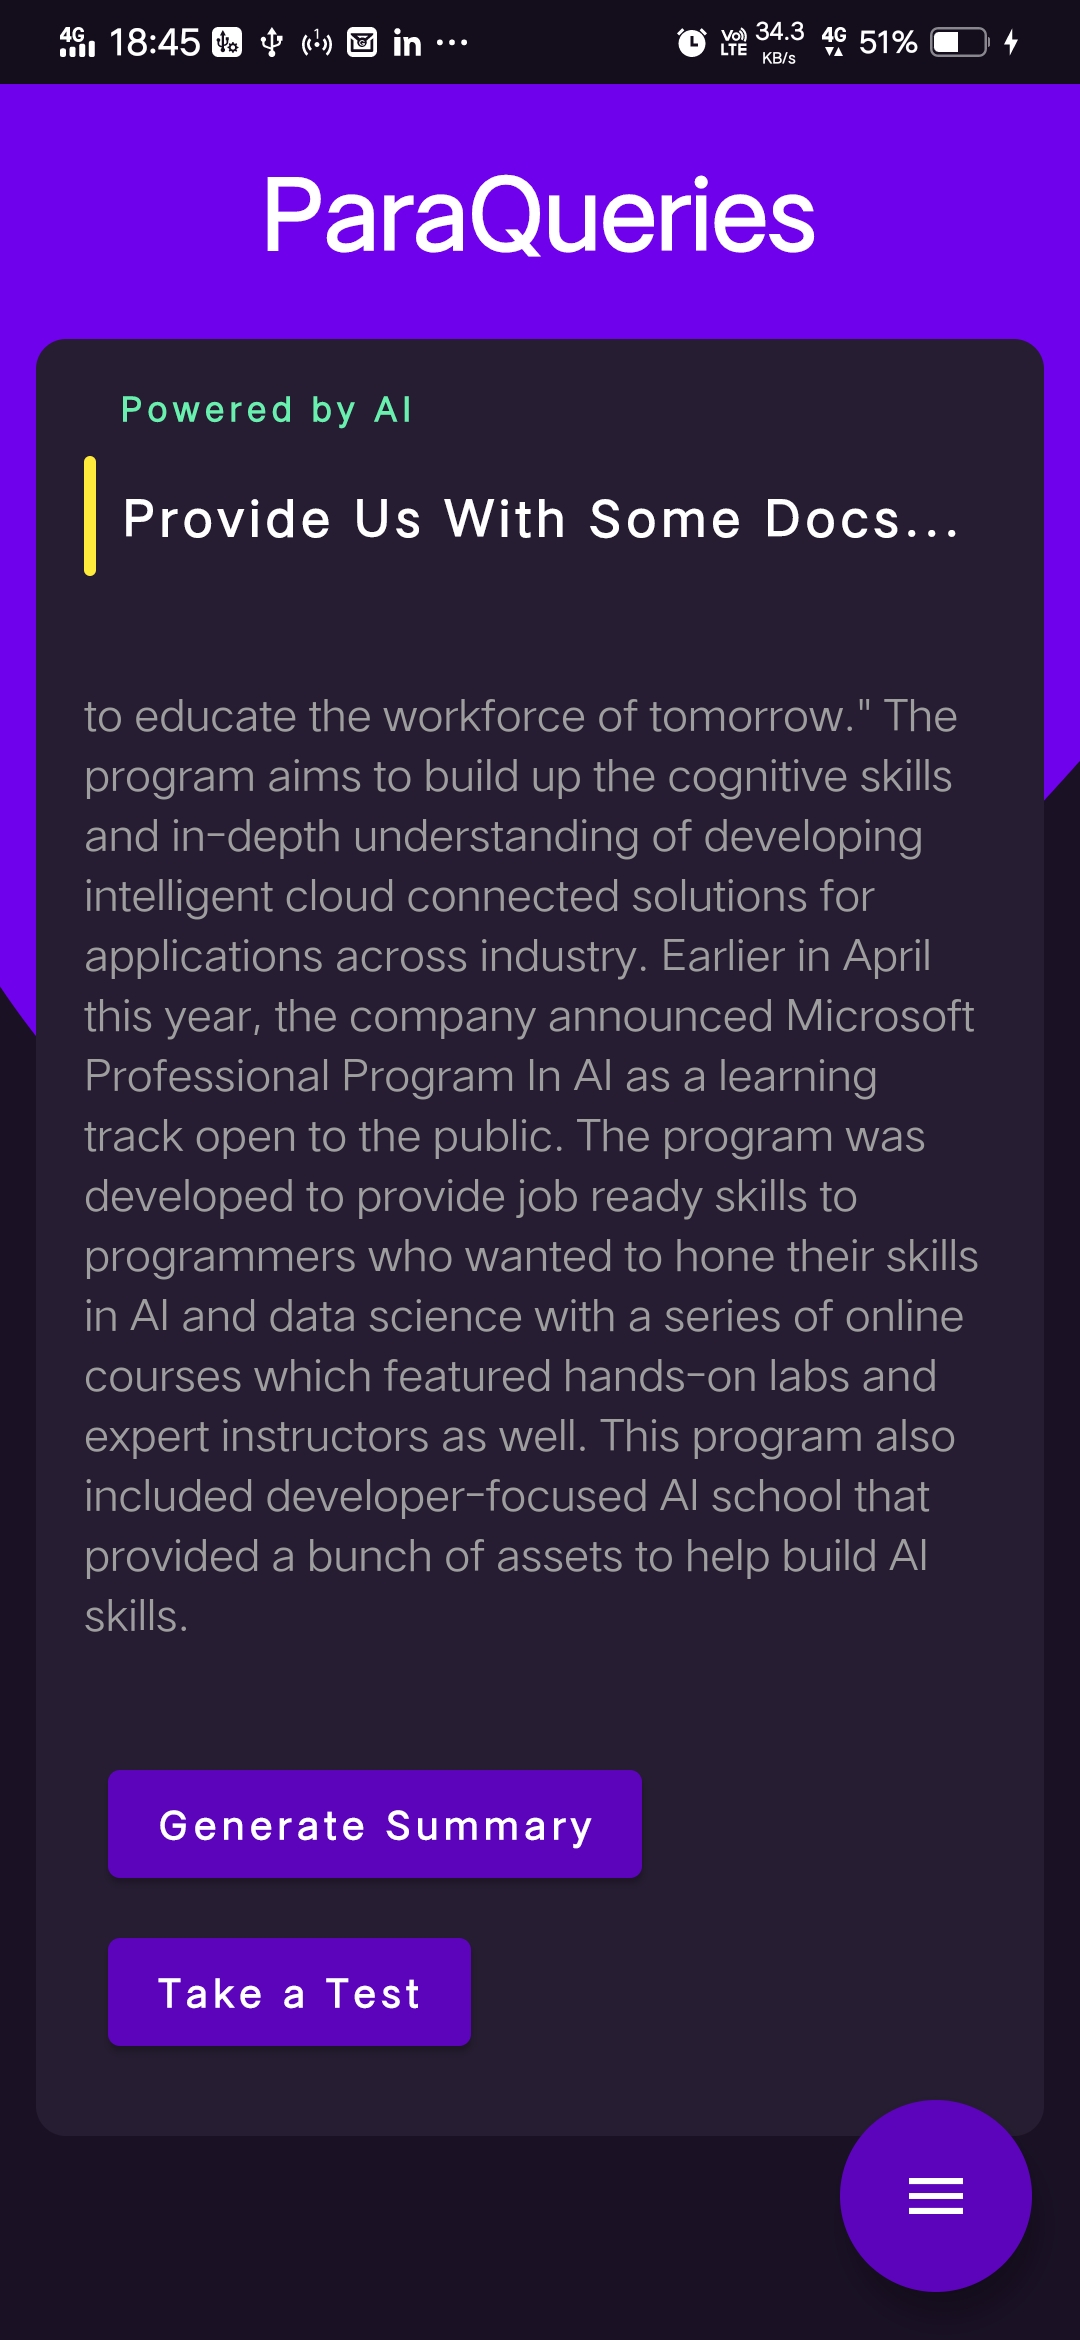 4G 18:45 1 in ... Vo) LTE 34.3 KB/s 4G 51%
ParaQueries
Powered by AI
Provide Us With Some Docs...
to educate the workforce of tomorrow." The
program aims to build up the cognitive skills
and in-depth understanding of developing
intelligent cloud connected solutions for
applications across industry. Earlier in April
this year, the company announced Microsoft
Professional Program In AI as a learning
track open to the public. The program was
developed to provide job ready skills to
programmers who wanted to hone their skills
in AI and data science with a series of online
courses which featured hands-on labs and
expert instructors as well. This program also
included developer-focused AI school that
provided a bunch of assets to help build AI
skills.
Generate Summary
Take a Test